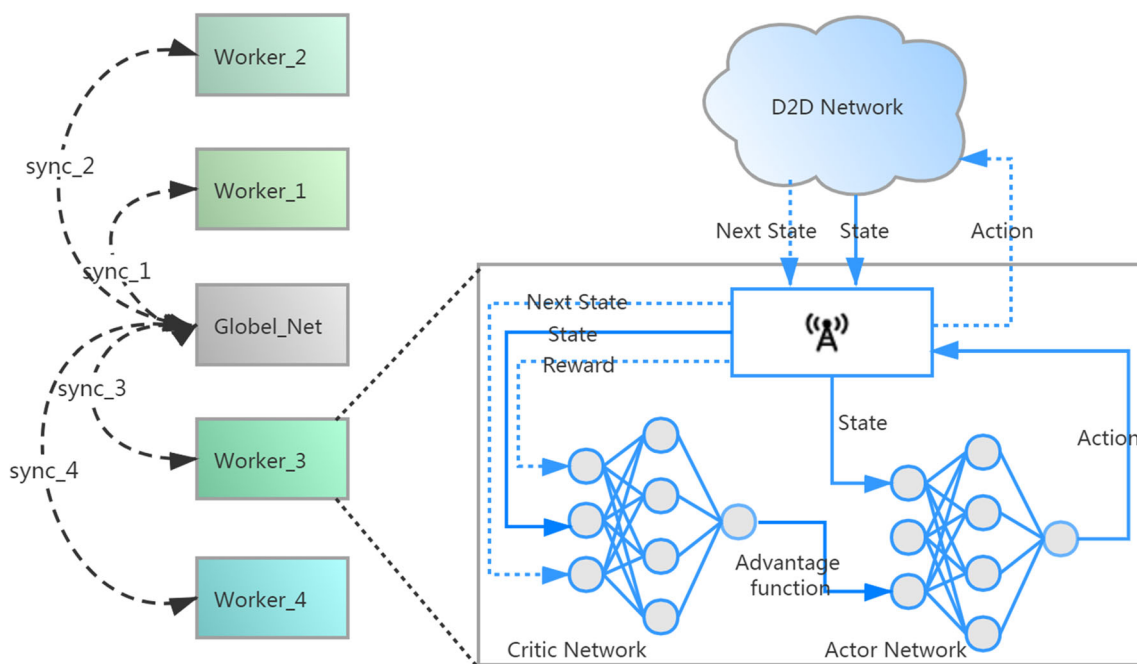 Worker_2
sync_2
Worker_1
sync_1
Globel_Net
sync_3
Worker_3
sync_4
Worker_4
D2D Network
Next State
State
Action
Next State
State
Reward
State
Action
Advantage
function
Critic Network
Actor Network